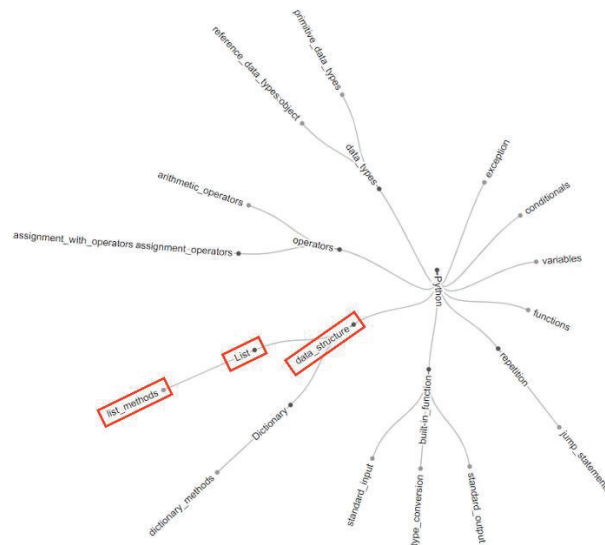 primitive_data_types
reference_data_types:object
data_types
exception
conditionals
arithmetic_operators
operators
assignment_with_operators assignment_operators
variables
Python
functions
data_structure
List
list_methods
repetition
built-in_function
Dictionary
jump_statements
dictionary_methods
standard_input
type_conversion
standard_output